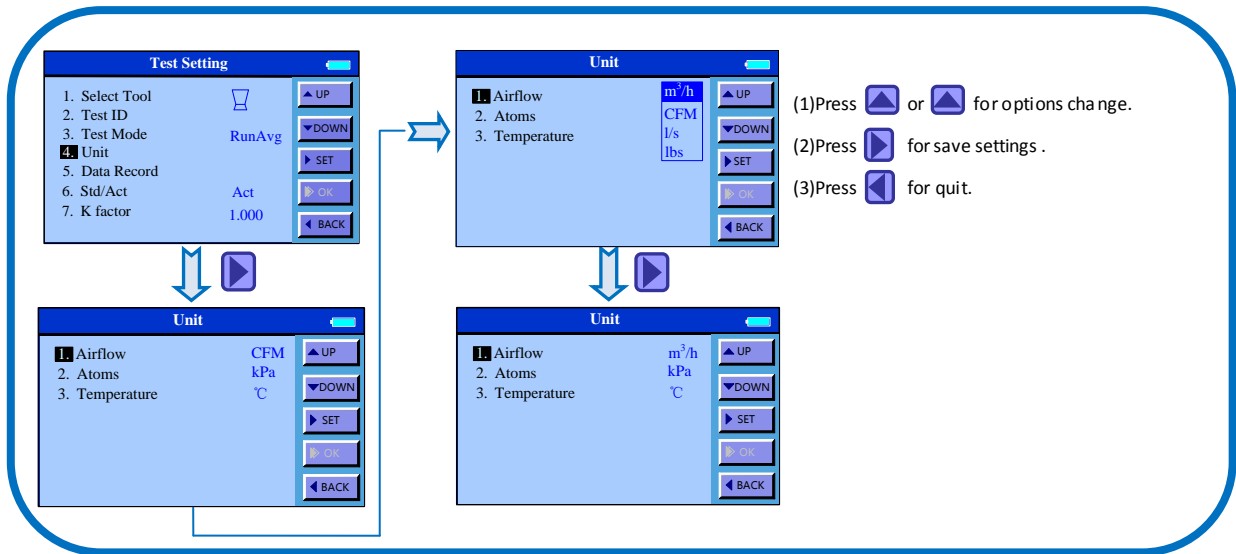 Test Setting
1. Select Tool
2. Test ID
3. Test Mode RunAvg
4. Unit
5. Data Record
6. Std/Act Act
7. K factor 1.000
UP
DOWN
SET
OK
BACK
Unit
1. Airflow CFM
2. Atoms kPa
3. Temperature ℃
UP
DOWN
SET
OK
BACK
Unit
1. Airflow m³/h
2. Atoms CFM
3. Temperature l/s
lbs
UP
DOWN
SET
OK
BACK
Unit
1. Airflow m³/h
2. Atoms kPa
3. Temperature ℃
UP
DOWN
SET
OK
BACK
(1)Press or for options change.
(2)Press for save settings .
(3)Press for quit.